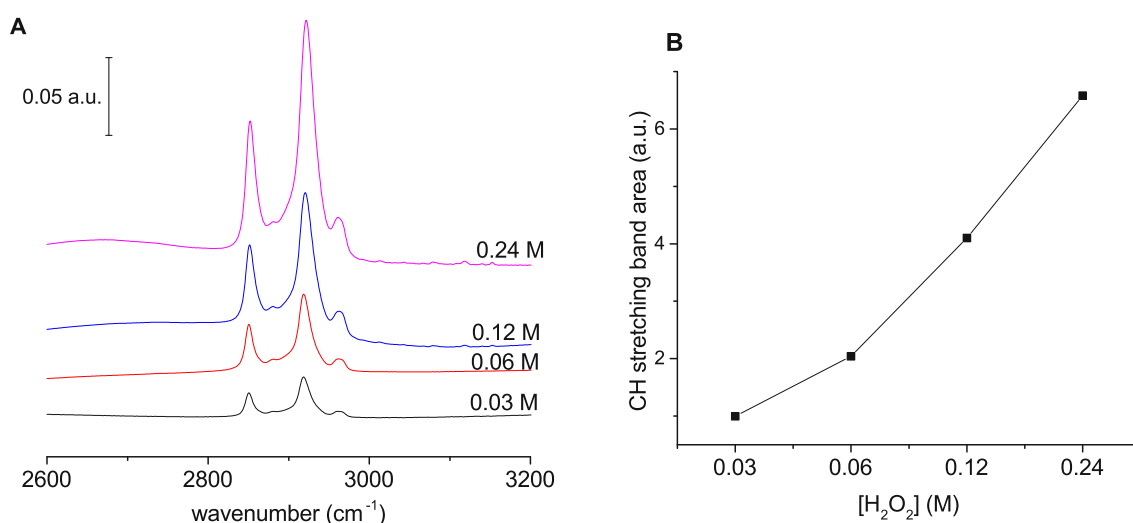 A
0.05 a.u.
0.24 M
0.12 M
0.06 M
0.03 M
2600
2800
3000
3200
wavenumber (cm⁻¹)
B
CH stretching band area (a.u.)
6
4
2
0.03
0.06
0.12
0.24
[H₂O₂] (M)